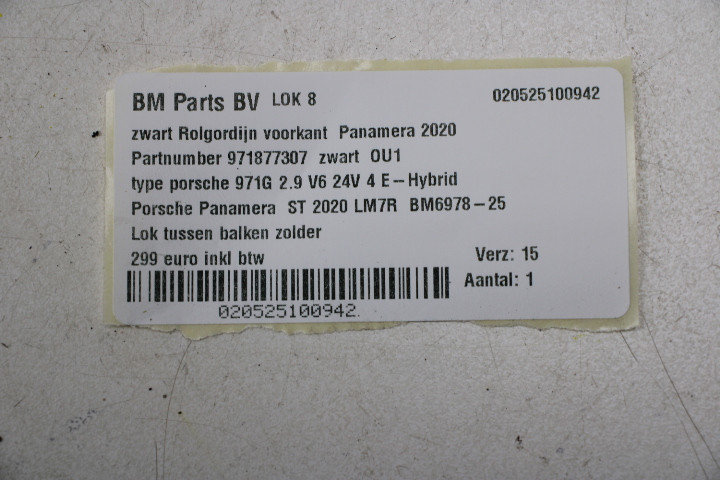 BM Parts BV LOK 8 020525100942
zwart Rolgordijn voorkant Panamera 2020
Partnumber 971877307 zwart OU1
type porsche 971G 2.9 V6 24V 4 E-Hybrid
Porsche Panamera ST 2020 LM7R BM6978-25
Lok tussen balken zolder
299 euro inkl btw Verz: 15
Aantal: 1
020525100942